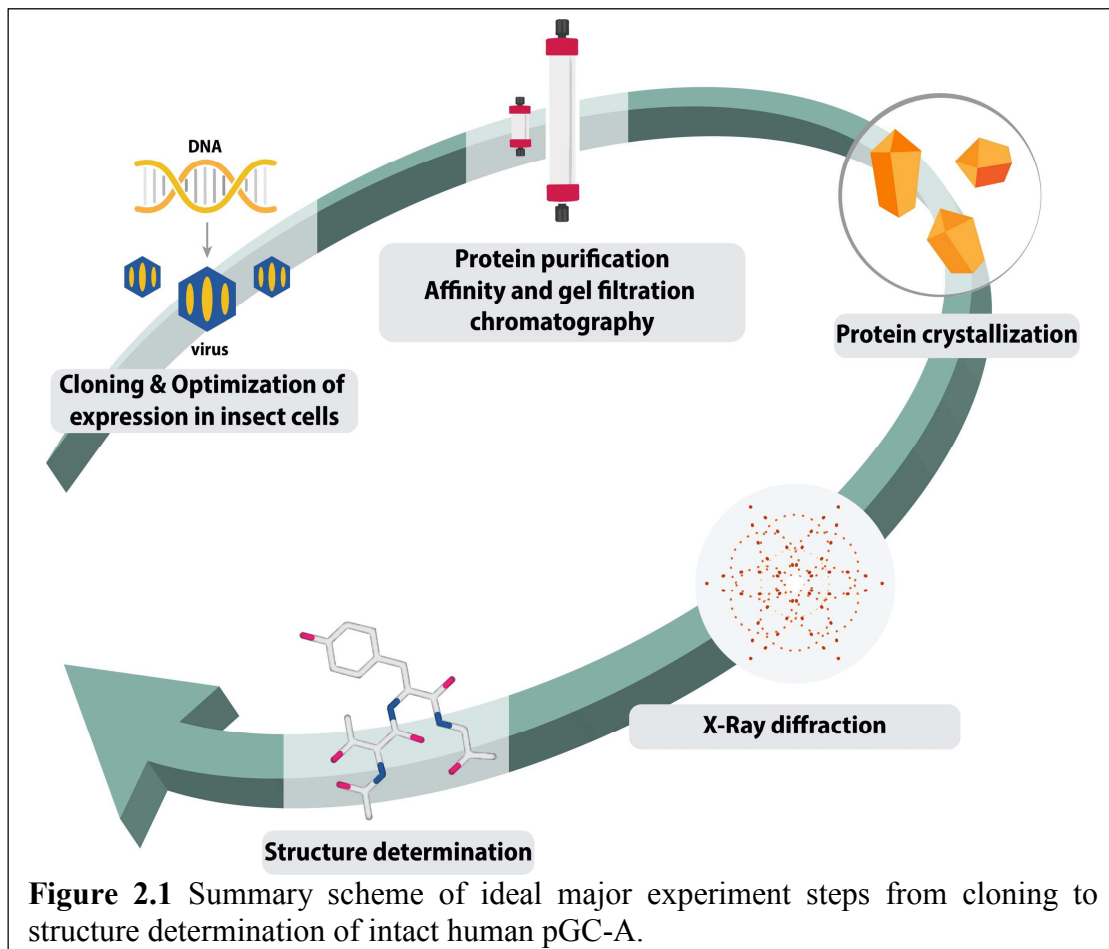 DNA
virus
Cloning & Optimization of
expression in insect cells
Protein purification
Affinity and gel filtration
chromatography
Protein crystallization
X-Ray diffraction
Structure determination
Figure 2.1 Summary scheme of ideal major experiment steps from cloning to
structure determination of intact human pGC-A.